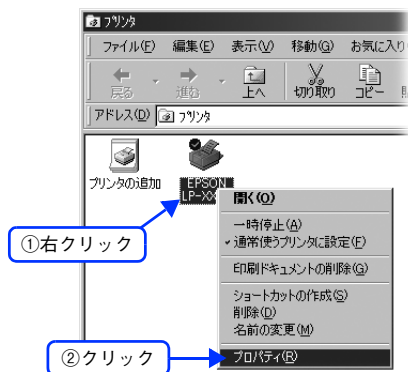 プリンタ
ファイル(F) 編集(E) 表示(V) 移動(G) お気に入り
戻る 進む 上へ 切り取り コピー
アドレス(D) プリンタ
プリンタの追加
EPSON
LP-XX
開く(O)
一時停止(A)
通常使うプリンタに設定(F)
印刷ドキュメントの削除(G)
ショートカットの作成(S)
削除(D)
名前の変更(M)
プロパティ(R)
①右クリック
②クリック